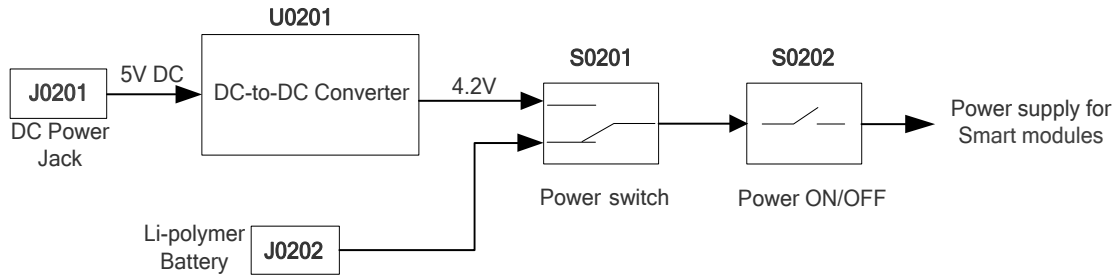 U0201
5V DC
J0201
DC Power
Jack
DC-to-DC Converter
4.2V
S0201
S0202
Power supply for
Smart modules
Power switch
Power ON/OFF
Li-polymer
Battery
J0202